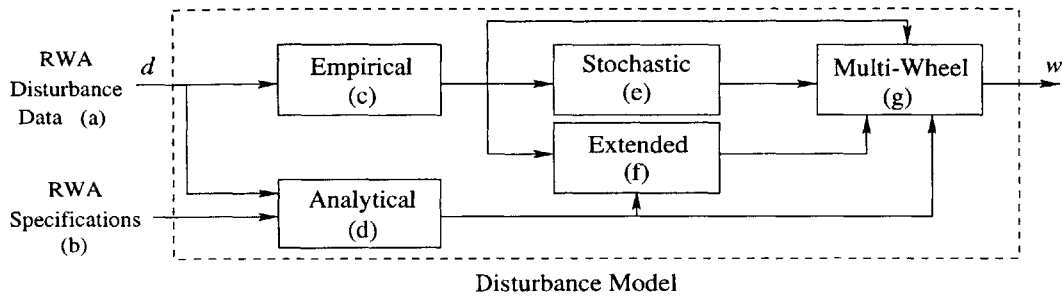 RWA
Disturbance
Data (a)
d
Empirical
(c)
Stochastic
(e)
Multi-Wheel
(g)
w
Extended
(f)
RWA
Specifications
(b)
Analytical
(d)
Disturbance Model